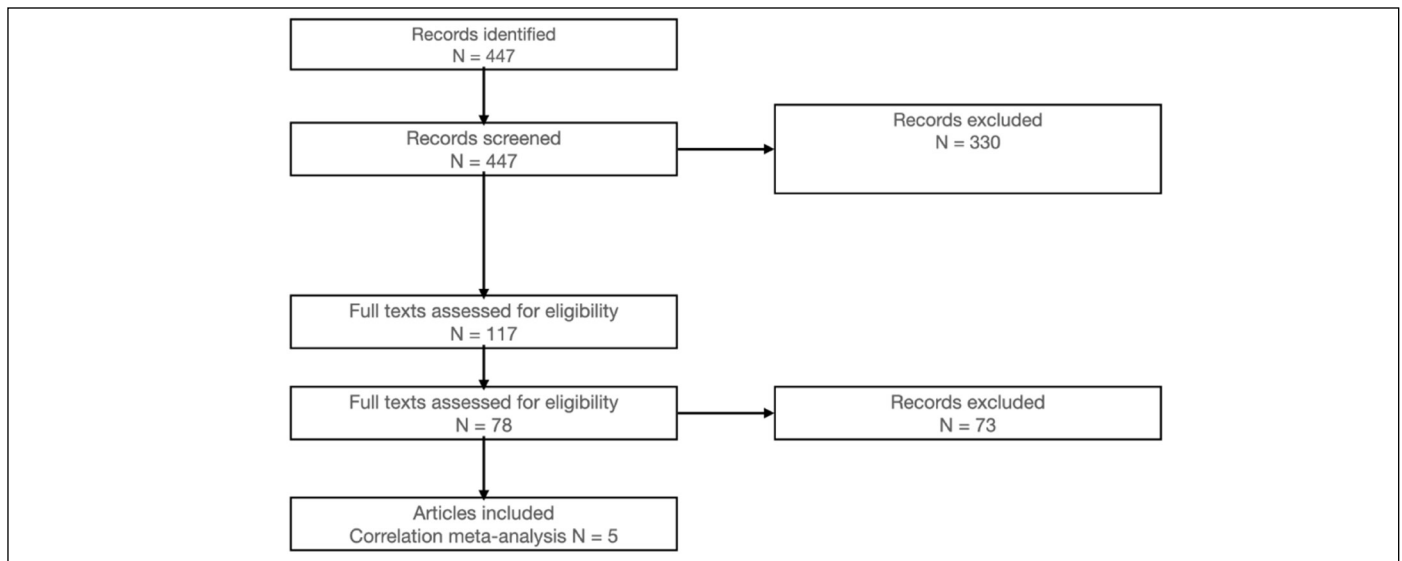 Records identified
N = 447
Records screened
N = 447
Records excluded
N = 330
Full texts assessed for eligibility
N = 117
Full texts assessed for eligibility
N = 78
Records excluded
N = 73
Articles included
Correlation meta-analysis N = 5